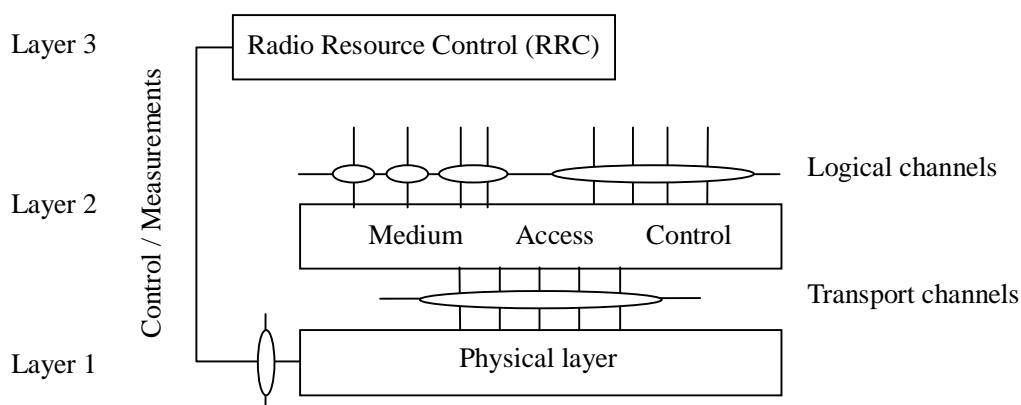 Layer 3
Radio Resource Control (RRC)
Control / Measurements
Logical channels
Layer 2
Medium Access Control
Transport channels
Layer 1
Physical layer